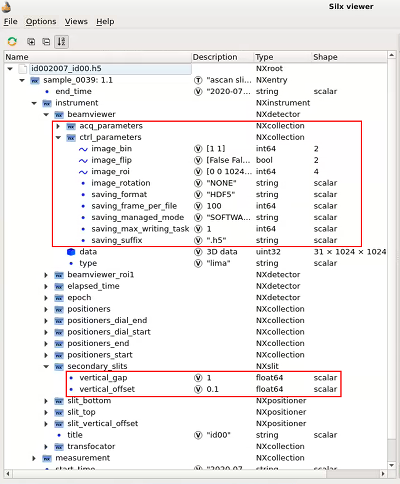 Silx viewer
File Options Views Help
Name Description Type Shape
id002007_id00.h5 NXroot
sample_0039: 1.1 "ascan sli... NXentry
end_time "2020-07... string scalar
instrument NXinstrument
beamviewer NXdetector
acq_parameters NXcollection
ctrl_parameters NXcollection
image_bin [1 1] int64 2
image_flip [False Fal... bool 2
image_roi [0 0 1024... int64 4
image_rotation "NONE" string scalar
saving_format "HDF5" string scalar
saving_frame_per_file 100 int64 scalar
saving_managed_mode "SOFTWA... string scalar
saving_max_writing_task 1 int64 scalar
saving_suffix ".h5" string scalar
data 3D data uint32 31 × 1024 × 1024
type "lima" string scalar
beamviewer_roi1 NXdetector
elapsed_time NXdetector
epoch NXdetector
positioners NXcollection
positioners_dial_end NXcollection
positioners_dial_start NXcollection
positioners_end NXcollection
positioners_start NXcollection
secondary_slits NXslit
vertical_gap 1 float64 scalar
vertical_offset 0.1 float64 scalar
slit_bottom NXpositioner
slit_top NXpositioner
slit_vertical_offset NXpositioner
title "id00" string scalar
transfocator NXcollection
measurement NXcollection
start_time "2020-07... string scalar